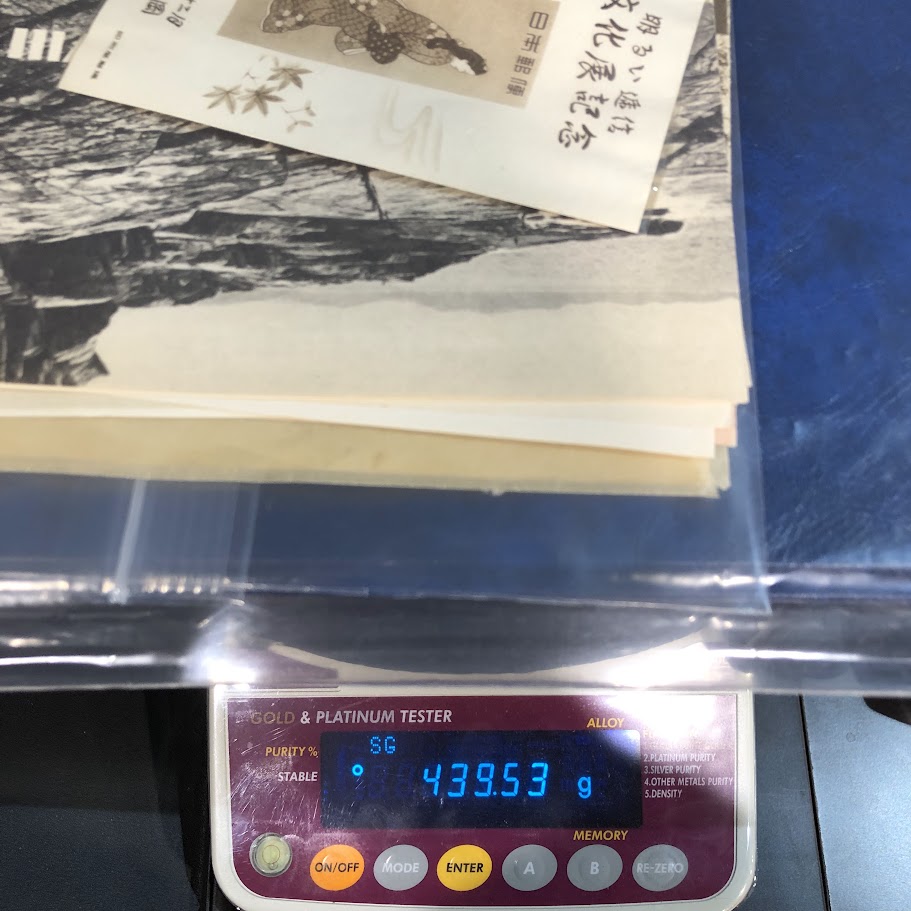 明るい逓信
文化展記念
日本郵便
GOLD & PLATINUM TESTER
ALLOY
PURITY %
SG
STABLE
439.53 g
2.PLATINUM PURITY
3.SILVER PURITY
4.OTHER METALS PURITY
5.DENSITY
MEMORY
ON/OFF
MODE
ENTER
A
B
RE-ZERO